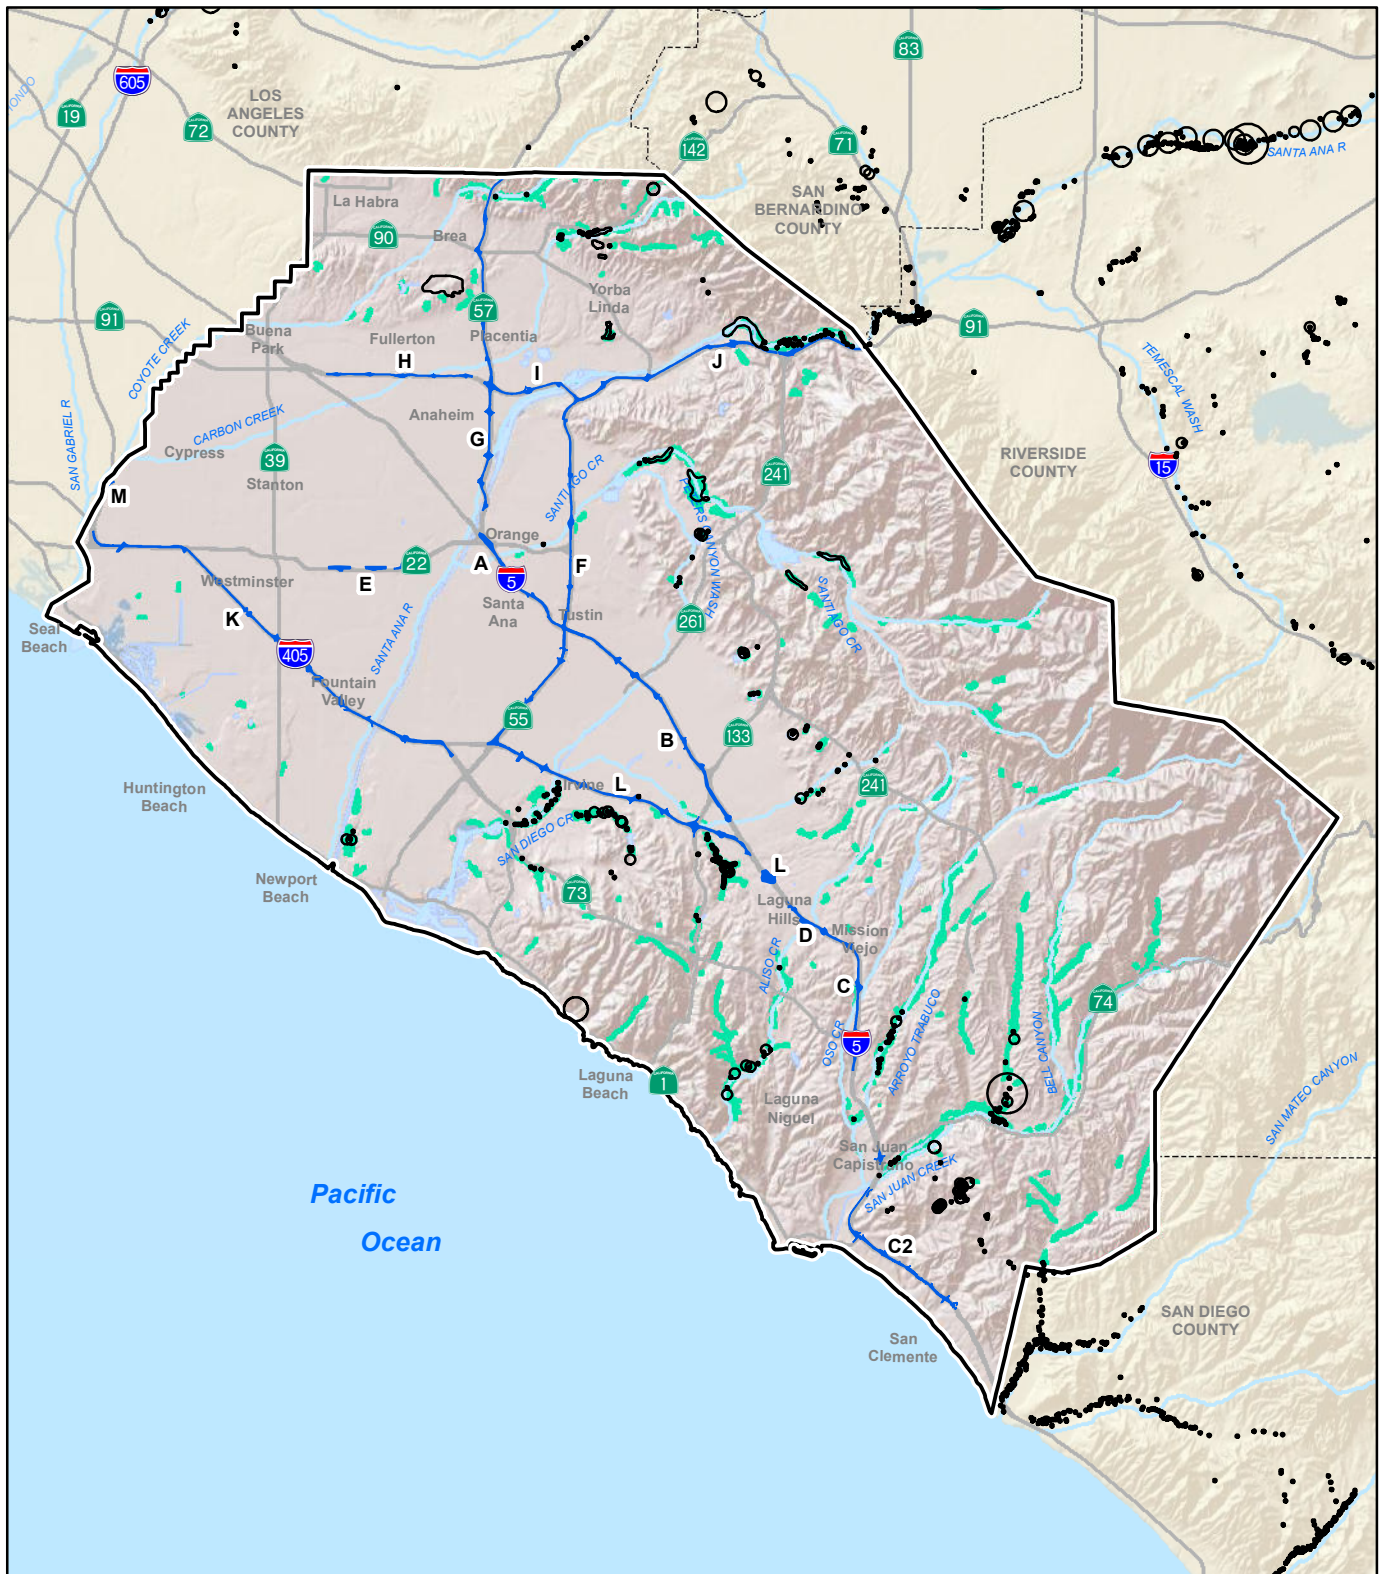 CALIFORNIA
83
605
LOS
ANGELES
COUNTY
19
72
142
71
SANTA ANA R
SAN
BERNARDINO
COUNTY
La Habra
90
Brea
57
Yorba
Linda
91
COYOTE CREEK
Buena
Park
Fullerton
Placentia
91
H
I
J
TEMESCAL WASH
SAN GABRIEL R
CARBON CREEK
Anaheim
G
Cypress
39
Stanton
SANTIAGO CR
241
RIVERSIDE
COUNTY
15
M
PETERS CANYON WASH
Orange
22
E
A
5
F
Westminster
Santa
Ana
Tustin
K
SANTA ANA R
261
SANTIAGO CR
Seal
Beach
405
Fountain
Valley
55
B
133
Huntington
Beach
Irvine
L
241
SAN DIEGO CR
Newport
Beach
73
L
Laguna
Hills
D
Mission
Viejo
ALISO CR
C
74
OSO CR
5
ARROYO TRABUCO
BELL CANYON
Laguna
Beach
1
Laguna
Niguel
SAN MATEO CANYON
San Juan
Capistrano
SAN JUAN CREEK
Pacific
Ocean
C2
SAN DIEGO
COUNTY
San
Clemente